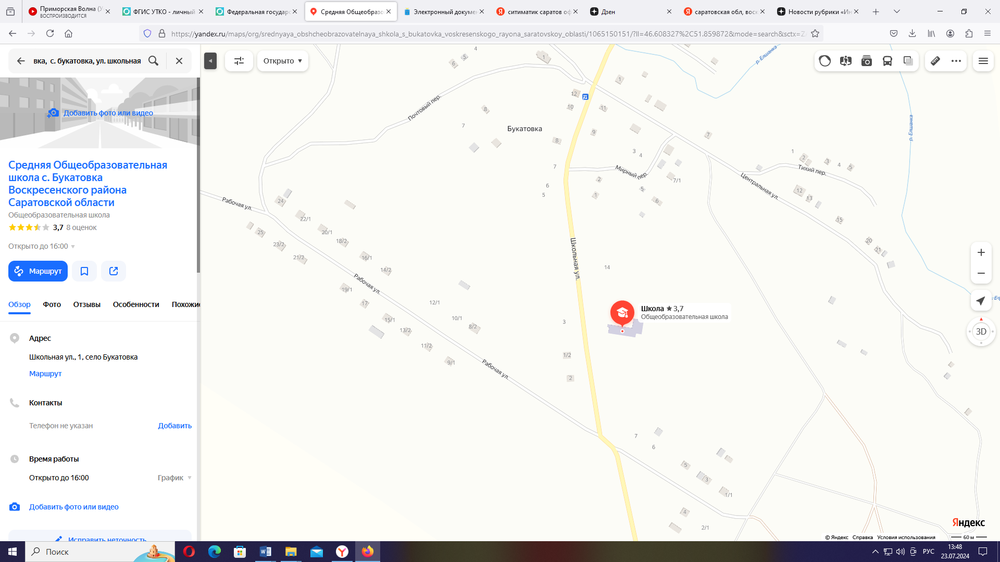 Приморская Волна (У
ВОСПРОИЗВОДИТСЯ
ФГИС УТКО - личный
Федеральная государс
Средняя Общеобразо
Электронный докумен
ситиматик саратов оф
Дзен
саратовская обл, воск
Новости рубрики «Ин
https://yandex.ru/maps/org/srednyaya_obshcheobrazovatelnaya_shkola_s_bukatovka_voskresenskogo_rayona_saratovskoy_oblasti/1065150151/?ll=46.608327%2C51.859872&mode=search&sctx=Z
вка, с. букатовка, ул. школьная
Открыто
Добавить фото или видео
Средняя Общеобразовательная
школа с. Букатовка
Воскресенского района
Саратовской области
Общеобразовательная школа
3,7 8 оценок
Открыто до 16:00
Маршрут
Обзор Фото Отзывы Особенности Похожи
Адрес
Школьная ул., 1, село Букатовка
Маршрут
Контакты
Телефон не указан Добавить
Время работы
Открыто до 16:00 График
Добавить фото или видео
Исправить неточность
4
5
6
1
1
12
10
11
Почтовый пер.
8
7
Букатовка
9
8
7
3
4
7
р. Елшанка
р. Елшанка
1
2
3
4
5
Тихий пер.
Мирный пер.
7/1
2
6
5
5
1
6
Центральная ул.
12
13
15
20
21
Рабочая ул.
24
22/1
25
20/1
23/2
18/2
21/2
16/1
14/2
Школьная ул.
14
Рабочая ул.
19/1
17
12/1
15/1
10/1
13/2
8/2
11/2
9/1
3
Школа 3,7
Общеобразовательная школа
1/2
2
Рабочая ул.
7
6
5
3
1/1
4
2/1
3D
Яндекс
© Яндекс Справка Условия использования 60 м
Поиск
РУС
13:48
23.07.2024